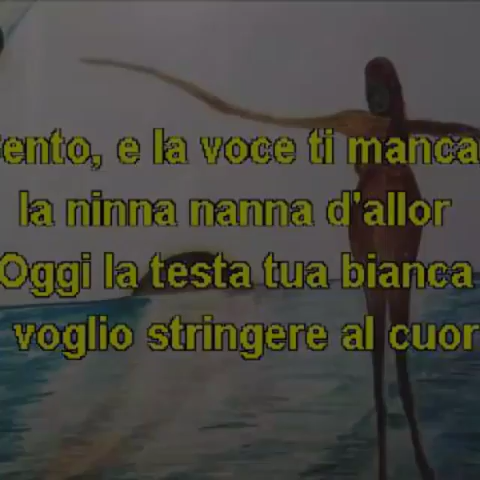 ento, e la voce ti manca
la ninna nanna d'allor
Oggi la testa tua bianca
voglio stringere al cuor